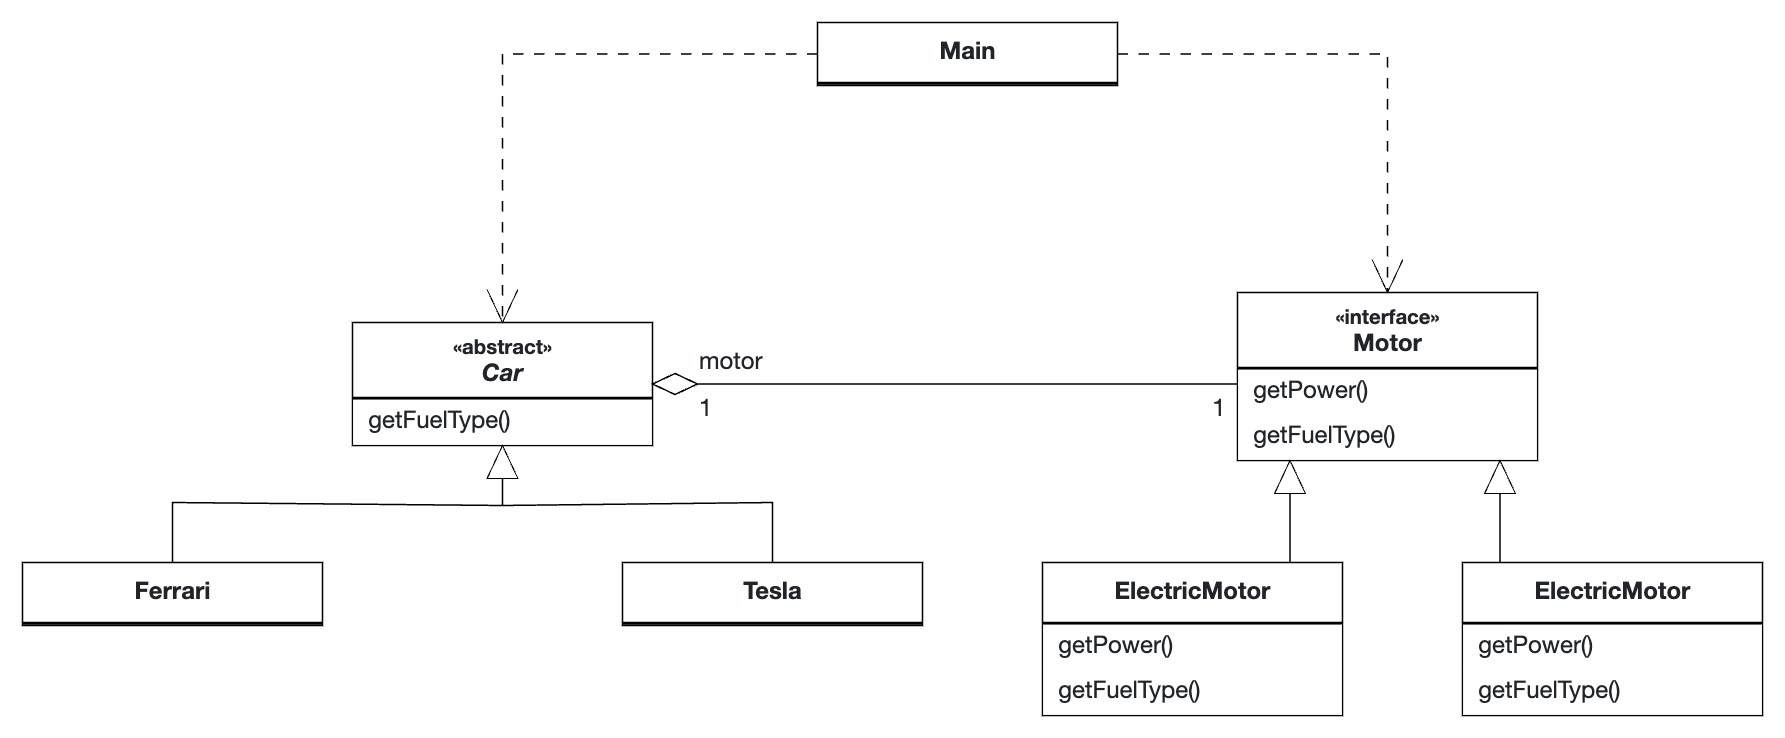 Main
«abstract»
Car
getFuelType()
motor
1
1
«interface»
Motor
getPower()
getFuelType()
Ferrari
Tesla
ElectricMotor
getPower()
getFuelType()
ElectricMotor
getPower()
getFuelType()